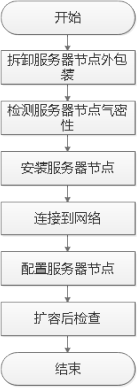 开始
拆卸服务器节点外包
装
检测服务器节点气密
性
安装服务器节点
连接到网络
配置服务器节点
扩容后检查
结束